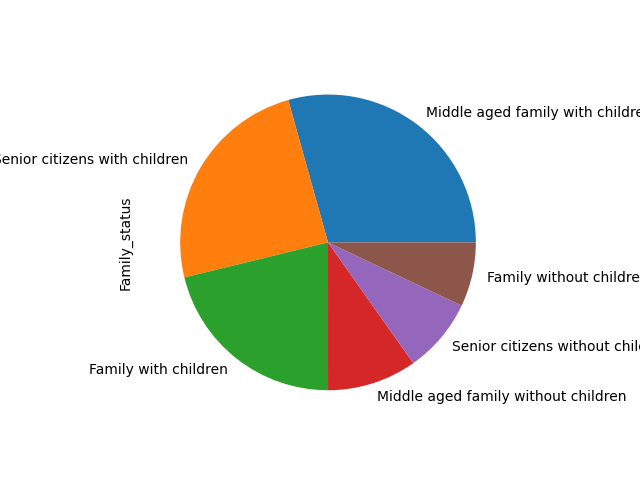 Middle aged family with childre
Senior citizens with children
Family_status
Family without childre
Senior citizens without chil
Family with children
Middle aged family without children